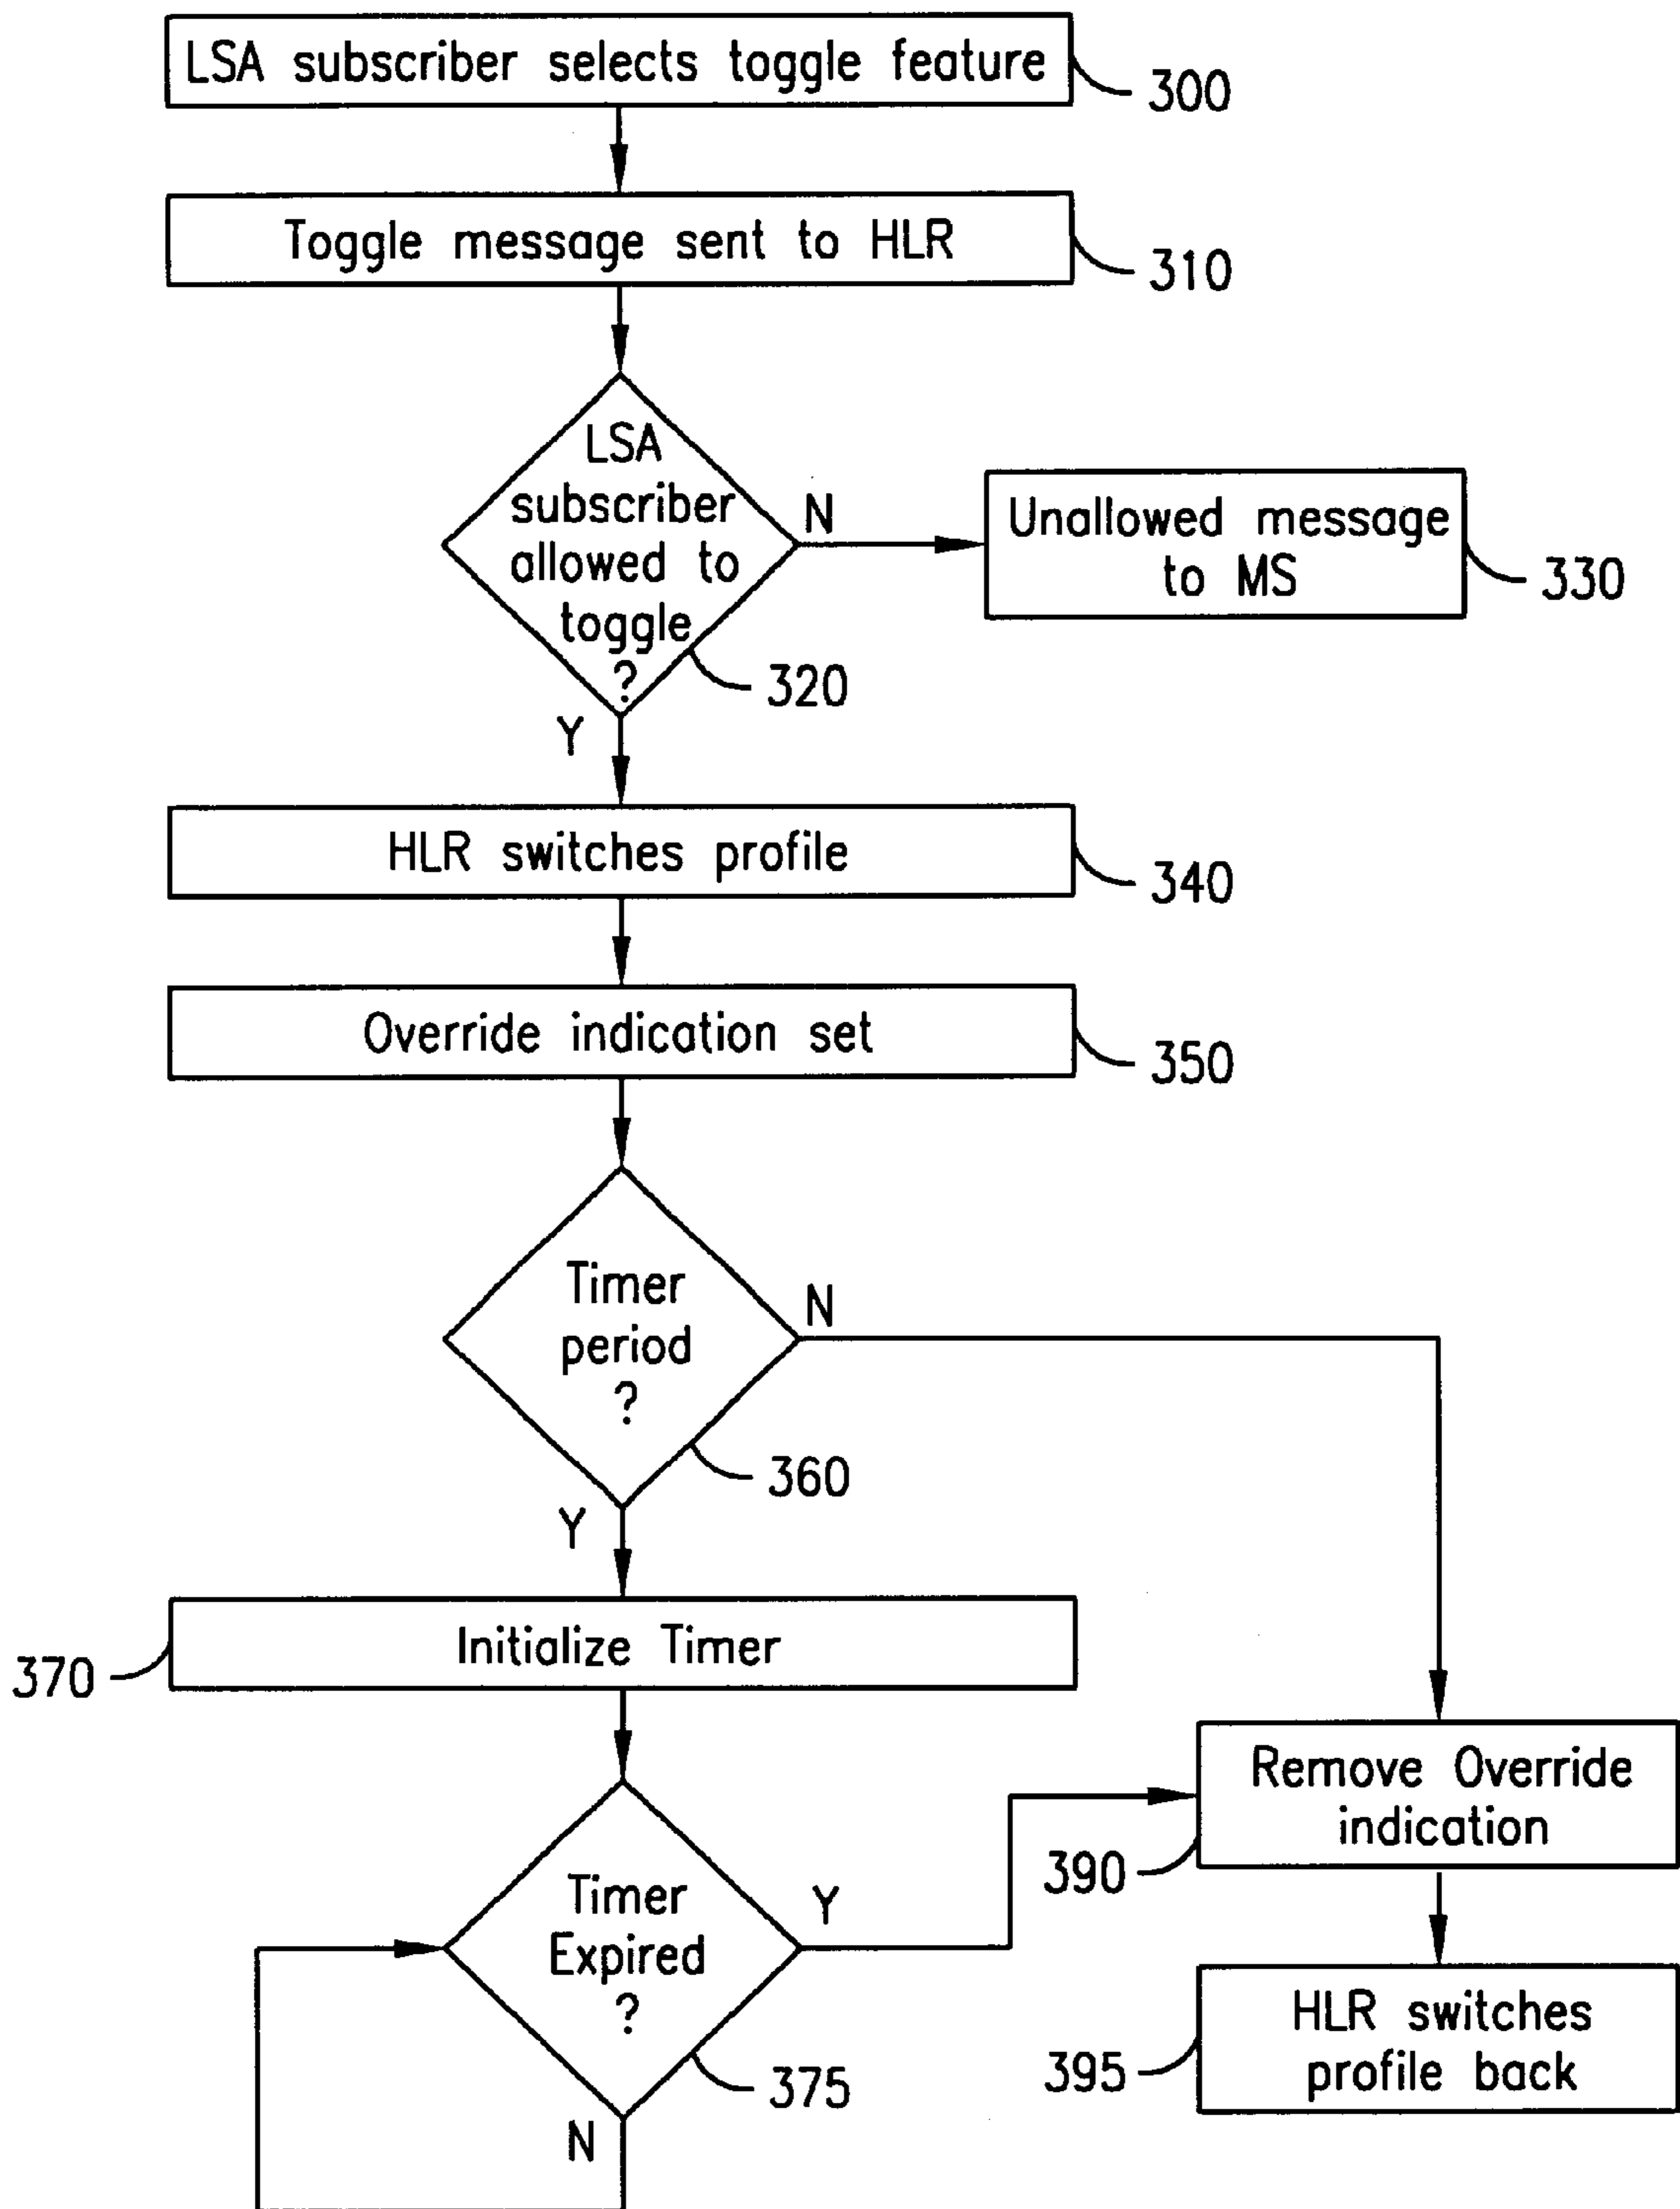 LSA subscriber selects toggle feature
300
Toggle message sent to HLR
310
LSA
subscriber
allowed to
toggle
?
320
N
Unallowed message
to MS
330
Y
HLR switches profile
340
Override indication set
350
Timer
period
?
360
N
Y
Initialize Timer
370
Timer
Expired
?
375
Y
N
Remove Override
indication
390
HLR switches
profile back
395